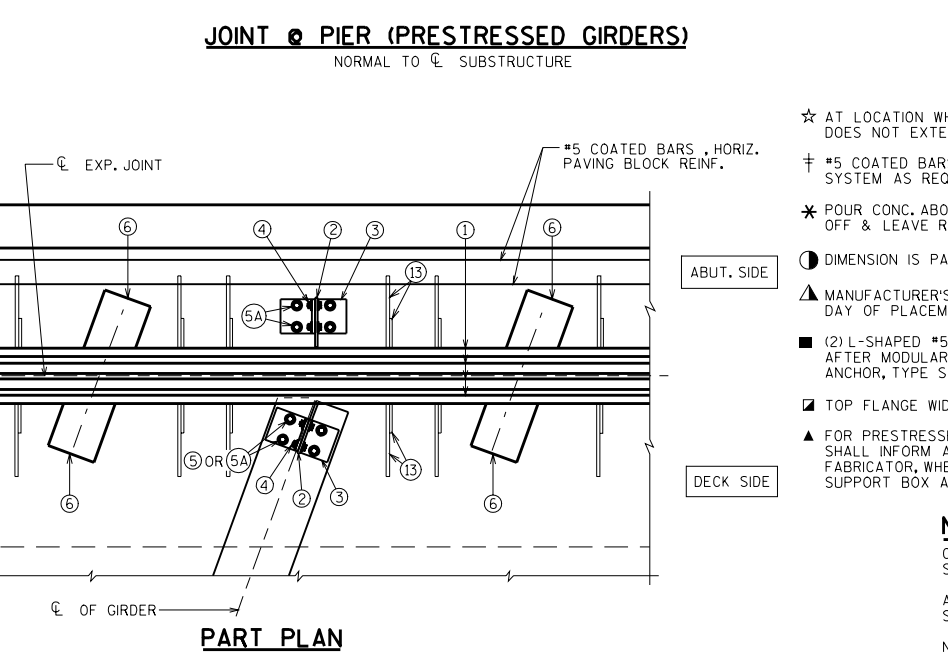 JOINT @ PIER (PRESTRESSED GIRDERS)
NORMAL TO ℄ SUBSTRUCTURE
℄ EXP. JOINT
#5 COATED BARS , HORIZ.
PAVING BLOCK REINF.
6
4
2
3
1
6
13
5A
ABUT. SIDE
5 OR 5A
4
2
3
13
6
6
DECK SIDE
℄ OF GIRDER
PART PLAN
☆ AT LOCATION WH
DOES NOT EXTE
‡ #5 COATED BAR
SYSTEM AS REQ
POUR CONC. ABO
OFF & LEAVE R
DIMENSION IS PA
MANUFACTURER'S
DAY OF PLACEM
■ (2) L-SHAPED #5
AFTER MODULAR
ANCHOR, TYPE S
TOP FLANGE WID
▲ FOR PRESTRESS
SHALL INFORM A
FABRICATOR, WHE
SUPPORT BOX A